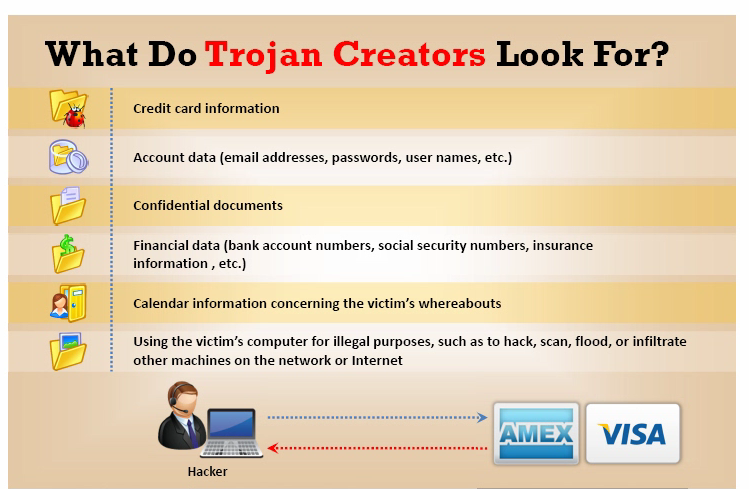 What Do Trojan Creators Look For?
Credit card information
Account data (email addresses, passwords, user names, etc.)
Confidential documents
Financial data (bank account numbers, social security numbers, insurance
information , etc.)
Calendar information concerning the victim's whereabouts
Using the victim's computer for illegal purposes, such as to hack, scan, flood, or infiltrate
other machines on the network or Internet
AMEX
VISA
Hacker